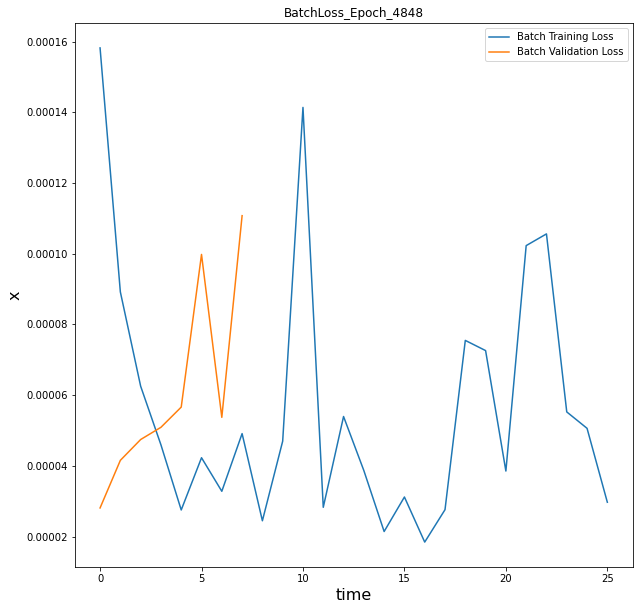 BatchLoss_Epoch_4848
Batch Training Loss
Batch Validation Loss
0.00016
0.00014
0.00012
0.00010
0.00008
0.00006
0.00004
0.00002
x
0 5 10 15 20 25
time